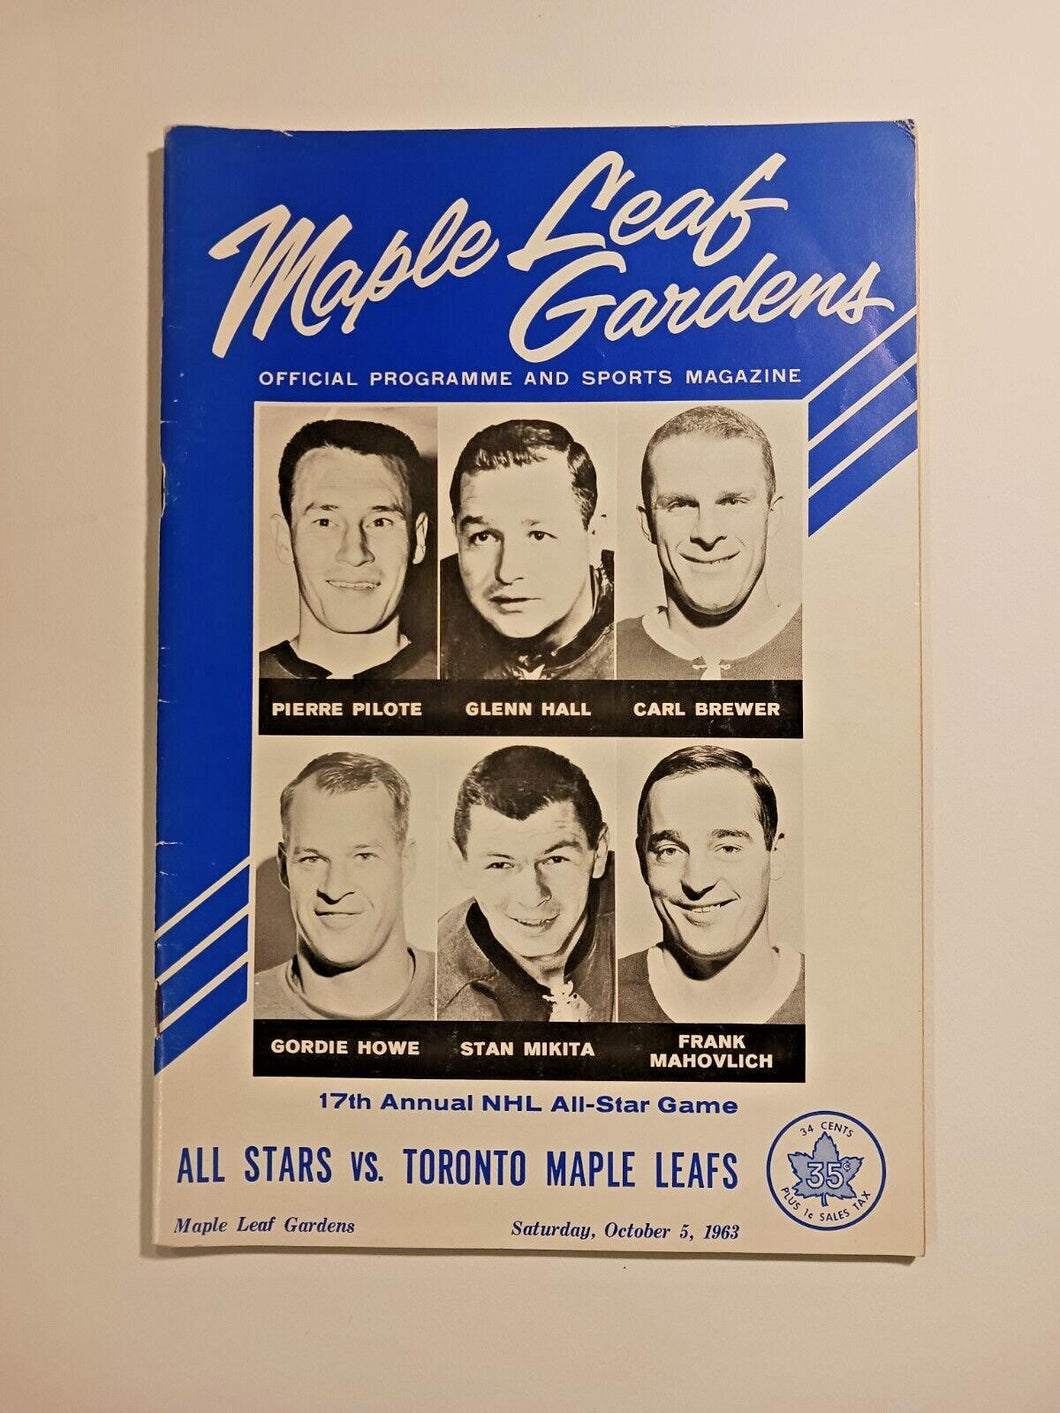 Maple Leaf
Gardens
OFFICIAL PROGRAMME AND SPORTS MAGAZINE
PIERRE PILOTE
GLENN HALL
CARL BREWER
GORDIE HOWE
STAN MIKITA
FRANK
MAHOVLICH
17th Annual NHL All-Star Game
ALL STARS VS. TORONTO MAPLE LEAFS
34 CENTS
35¢
PLUS 1¢ SALES TAX
Maple Leaf Gardens
Saturday, October 5, 1963